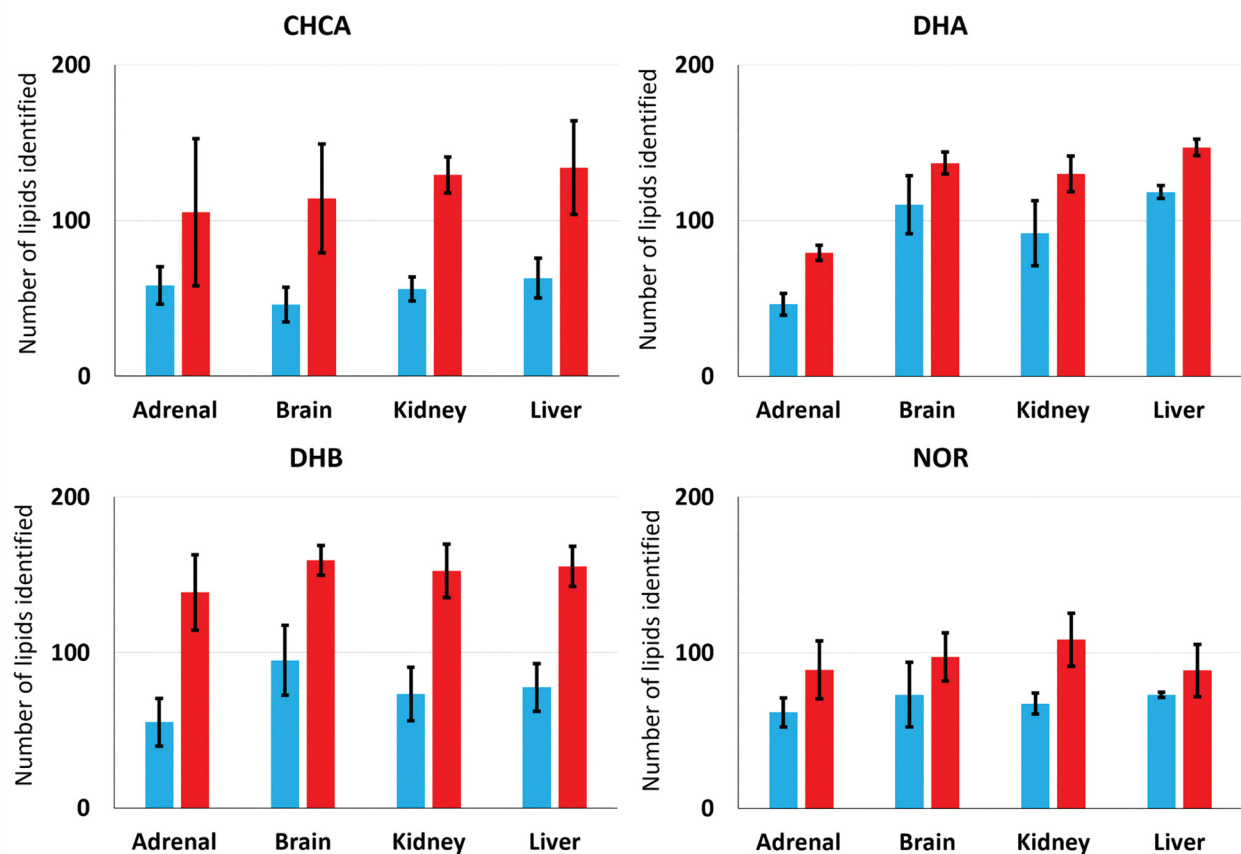 CHCA
Number of lipids identified
200
100
0
Adrenal Brain Kidney Liver
DHA
Number of lipids identified
200
100
0
Adrenal Brain Kidney Liver
DHB
Number of lipids identified
200
100
0
Adrenal Brain Kidney Liver
NOR
Number of lipids identified
200
100
0
Adrenal Brain Kidney Liver